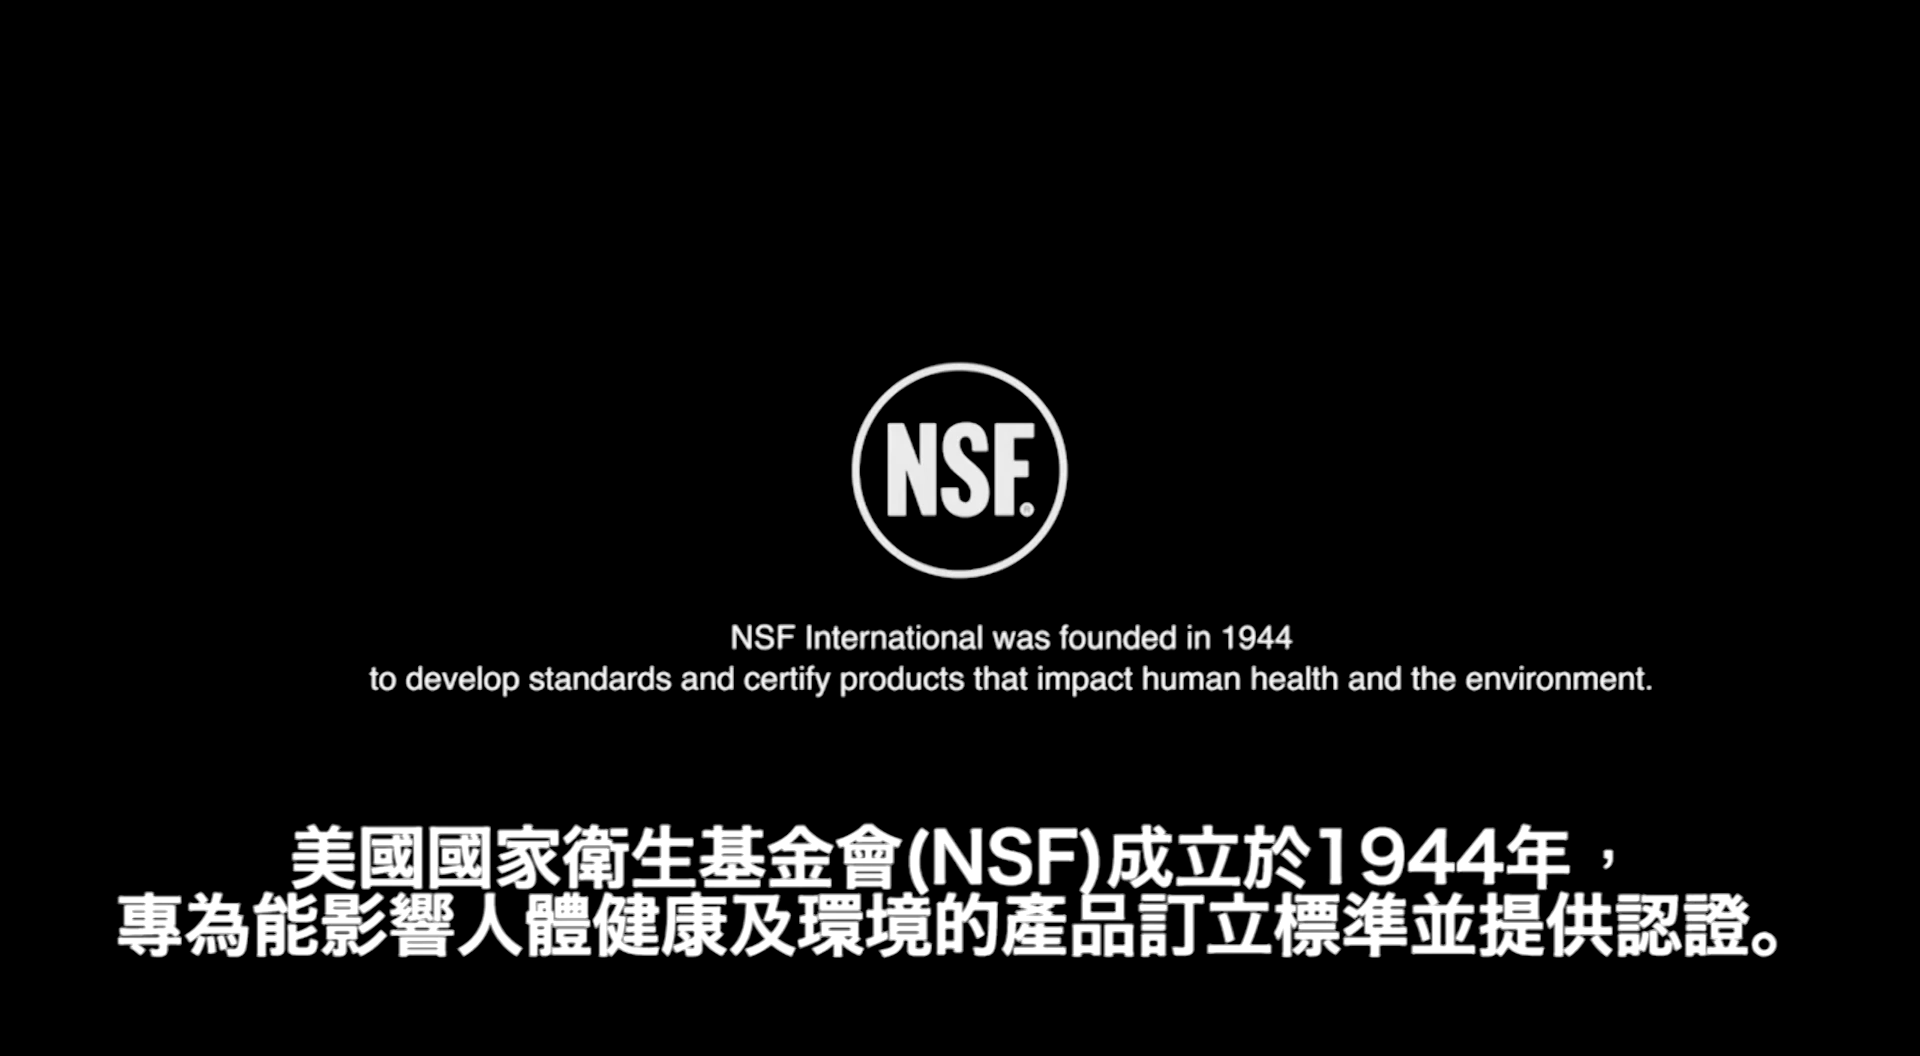 NSF®
NSF International was founded in 1944
to develop standards and certify products that impact human health and the environment.
美國國家衛生基金會(NSF)成立於1944年，
專為能影響人體健康及環境的產品訂立標準並提供認證。